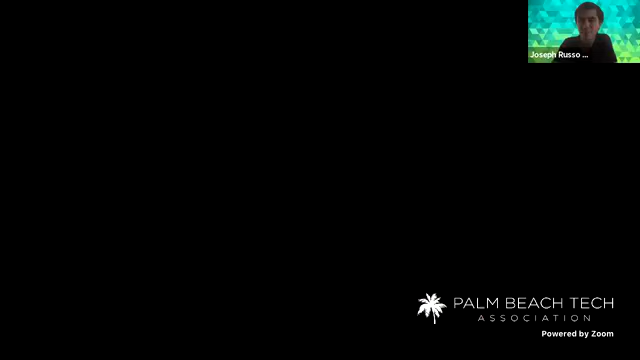 Joseph Russo ...
PALM BEACH TECH
ASSOCIATION
Powered by Zoom